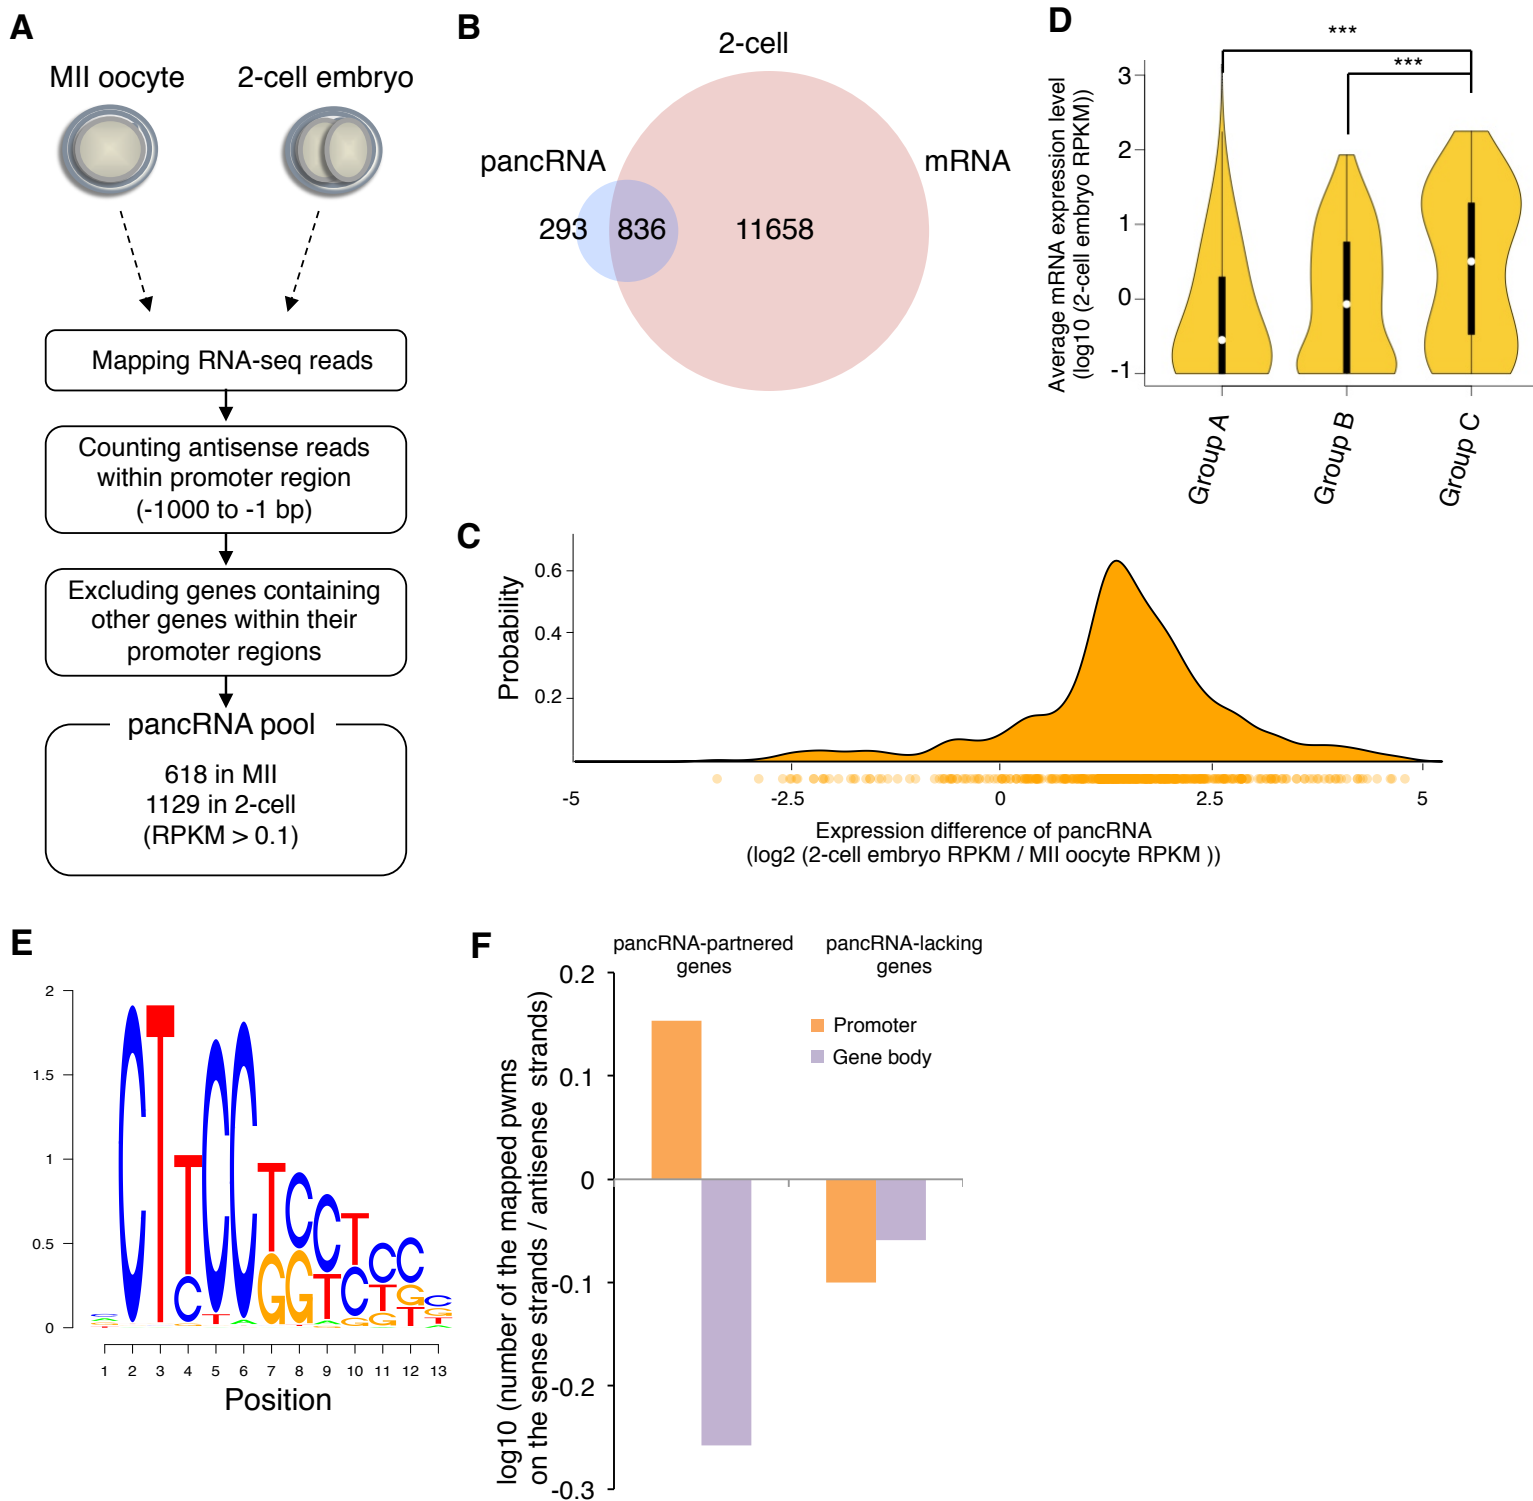 A
MII oocyte
2-cell embryo
Mapping RNA-seq reads
Counting antisense reads
within promoter region
(-1000 to -1 bp)
Excluding genes containing
other genes within their
promoter regions
pancRNA pool
618 in MII
1129 in 2-cell
(RPKM > 0.1)
B
2-cell
pancRNA
mRNA
293
836
11658
D
***
***
Average mRNA expression level
(log10 (2-cell embryo RPKM))
3
2
1
0
-1
Group A
Group B
Group C
C
Probability
0.6
0.4
0.2
-5
-2.5
0
2.5
5
Expression difference of pancRNA
(log2 (2-cell embryo RPKM / MII oocyte RPKM ))
E
2
1.5
1
0.5
0
1 2 3 4 5 6 7 8 9 10 11 12 13
Position
F
pancRNA-partnered
genes
pancRNA-lacking
genes
Promoter
Gene body
log10 (number of the mapped pwms
on the sense strands / antisense strands)
0.2
0.1
0
-0.1
-0.2
-0.3